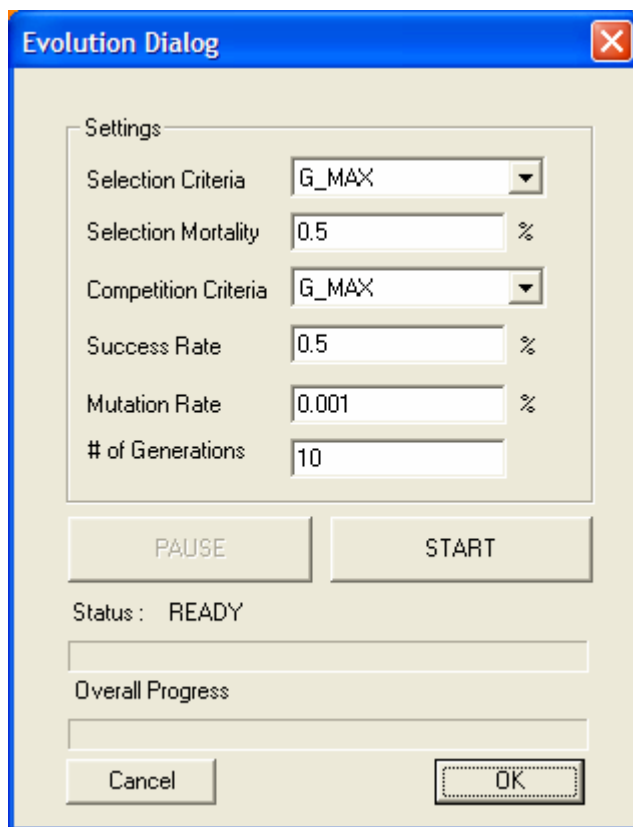 Evolution Dialog
Settings
Selection Criteria G_MAX
Selection Mortality 0.5 %
Competition Criteria G_MAX
Success Rate 0.5 %
Mutation Rate 0.001 %
# of Generations 10
PAUSE START
Status : READY
Overall Progress
Cancel OK